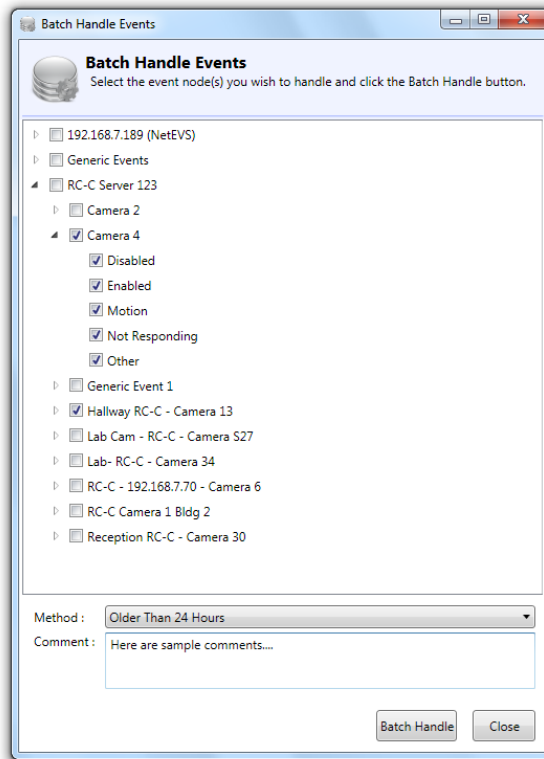 Batch Handle Events
Batch Handle Events
Select the event node(s) you wish to handle and click the Batch Handle button.
192.168.7.189 (NetEVS)
Generic Events
RC-C Server 123
Camera 2
Camera 4
Disabled
Enabled
Motion
Not Responding
Other
Generic Event 1
Hallway RC-C - Camera 13
Lab Cam - RC-C - Camera S27
Lab- RC-C - Camera 34
RC-C - 192.168.7.70 - Camera 6
RC-C Camera 1 Bldg 2
Reception RC-C - Camera 30
Method : Older Than 24 Hours
Comment : Here are sample comments....
Batch Handle Close